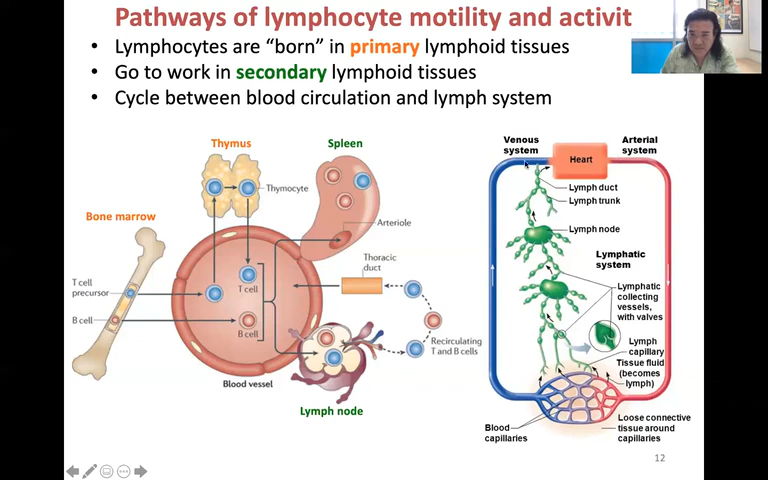 Pathways of lymphocyte motility and activit
• Lymphocytes are “born” in primary lymphoid tissues
• Go to work in secondary lymphoid tissues
• Cycle between blood circulation and lymph system
Thymus
Spleen
Thymocyte
Arteriole
Bone marrow
Thoracic
duct
T cell
precursor
T cell
B cell
B cell
Recirculating
T and B cells
Blood vessel
Lymph node
Venous
system
Arterial
system
Heart
Lymph duct
Lymph trunk
Lymph node
Lymphatic
system
Lymphatic
collecting
vessels,
with valves
Lymph
capillary
Tissue fluid
(becomes
lymph)
Blood
capillaries
Loose connective
tissue around
capillaries
12